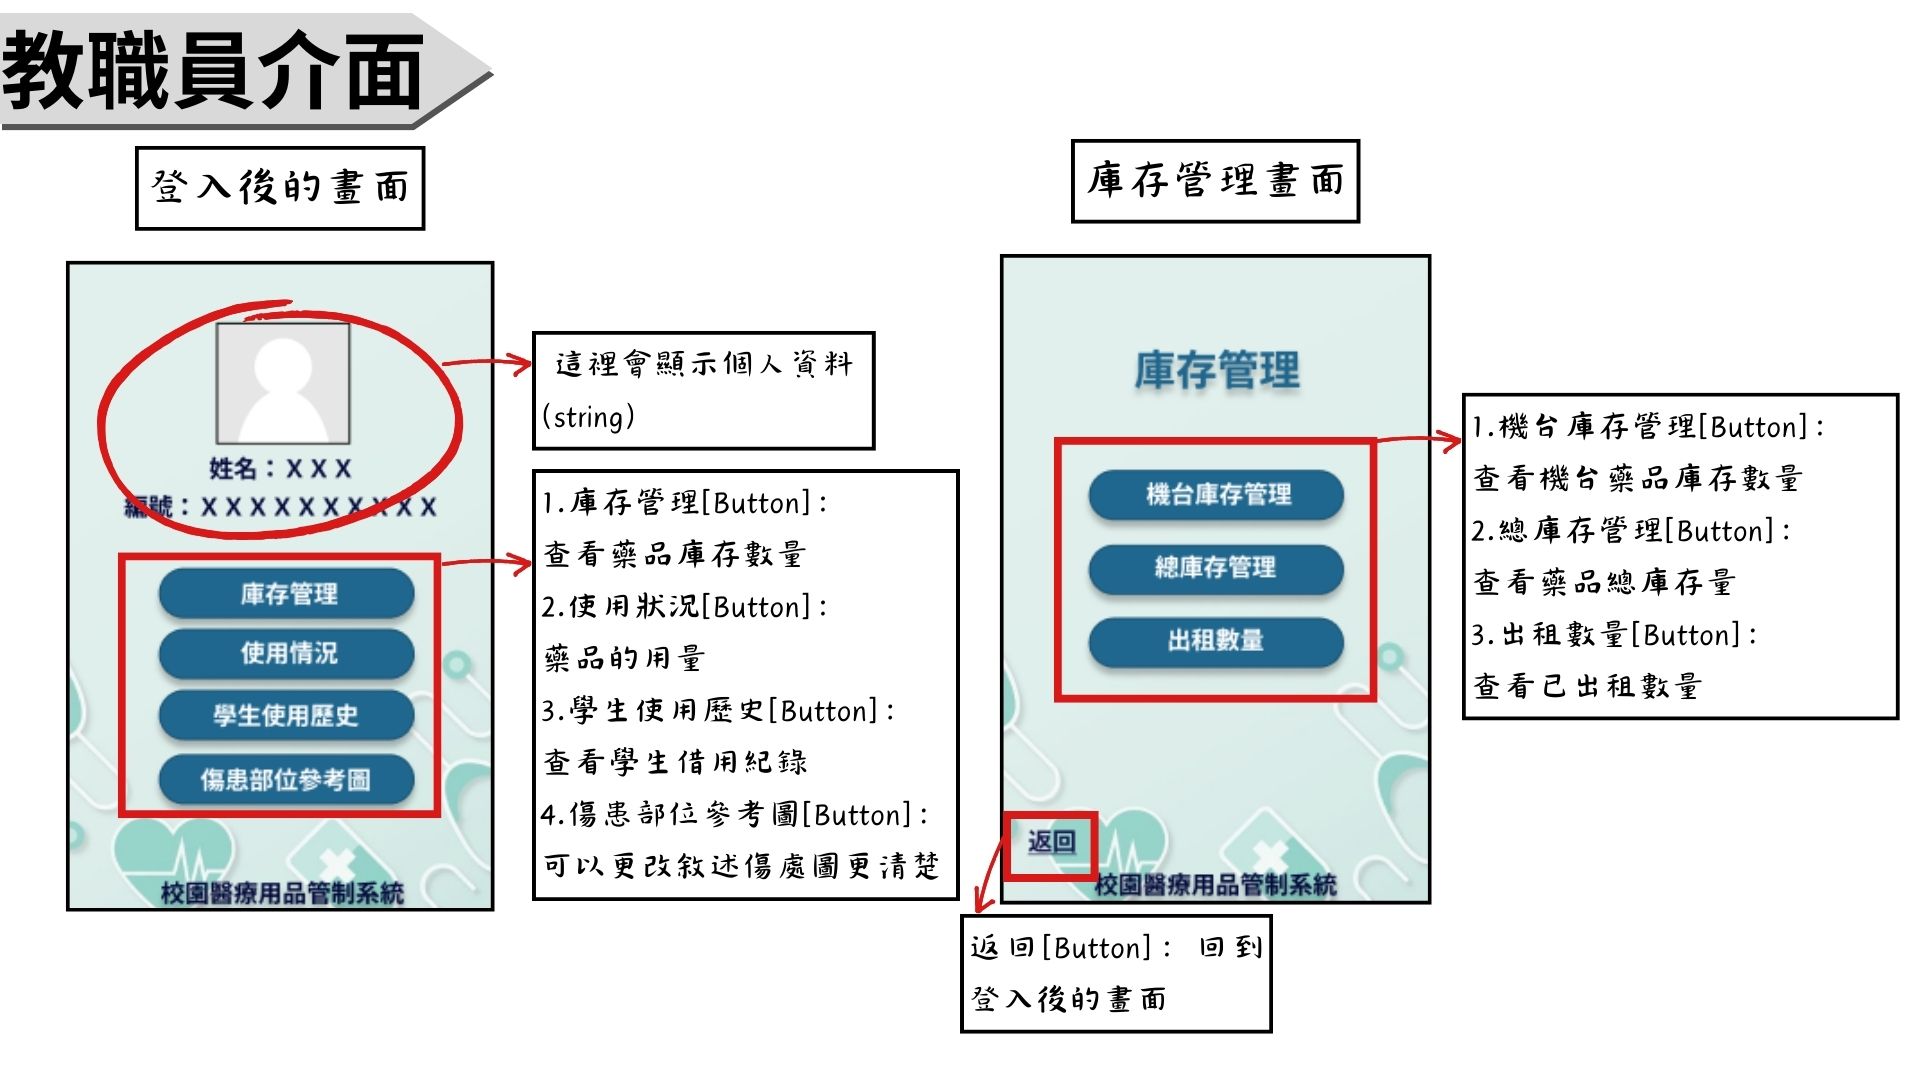 教職員介面
登入後的畫面
姓名：XXX
編號：XXXXXXXXXX
庫存管理
使用情況
學生使用歷史
傷患部位參考圖
校園醫療用品管制系統
這裡會顯示個人資料
(string)
1.庫存管理[Button]：
查看藥品庫存數量
2.使用狀況[Button]：
藥品的用量
3.學生使用歷史[Button]：
查看學生借用紀錄
4.傷患部位參考圖[Button]：
可以更改敘述傷處圖更清楚
庫存管理畫面
庫存管理
機台庫存管理
總庫存管理
出租數量
返回
校園醫療用品管制系統
1.機台庫存管理[Button]：
查看機台藥品庫存數量
2.總庫存管理[Button]：
查看藥品總庫存量
3.出租數量[Button]：
查看已出租數量
返回[Button]： 回到
登入後的畫面